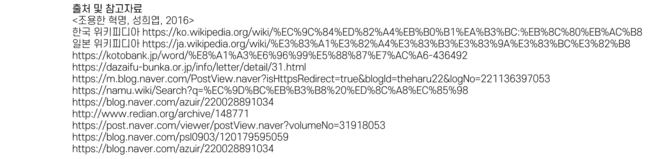 출처 및 참고자료
<조용한 혁명, 성희엽, 2016>
한국 위키피디아 https://ko.wikipedia.org/wiki/%EC%9C%84%ED%82%A4%EB%B0%B1%EA%B3%BC:%EB%8C%80%EB%AC%B8
일본 위키피디아 https://ja.wikipedia.org/wiki/%E3%83%A1%E3%82%A4%E3%83%B3%E3%83%9A%E3%83%BC%E3%82%B8
https://kotobank.jp/word/%E8%A1%A3%E6%96%99%E5%88%87%E7%AC%A6-436492
https://dazaifu-bunka.or.jp/info/letter/detail/31.html
https://m.blog.naver.com/PostView.naver?isHttpsRedirect=true&blogId=theharu22&logNo=221136397053
https://namu.wiki/Search?q=%EC%9D%BC%EB%B3%B8%20%ED%8C%A8%EC%85%98
https://blog.naver.com/azuir/220028891034
http://www.redian.org/archive/148771
https://post.naver.com/viewer/postView.naver?volumeNo=31918053
https://blog.naver.com/psl0903/120179595059
https://blog.naver.com/azuir/220028891034